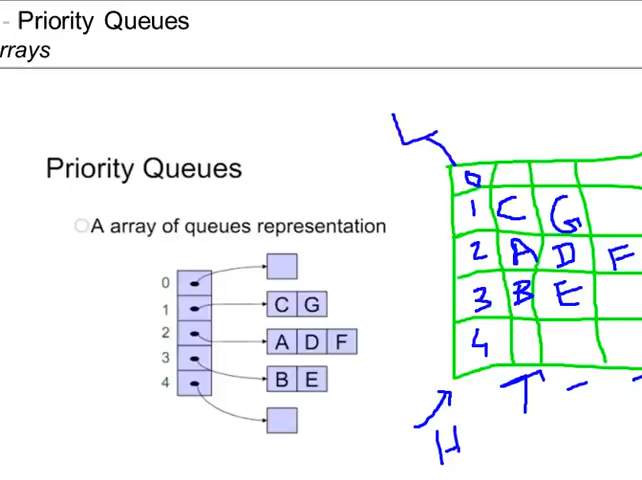 - Priority Queues
rrays
Priority Queues
A array of queues representation
0
1 C G
2 A D F
3 B E
4
0
1 C G
2 A D F
3 B E
4
H T -